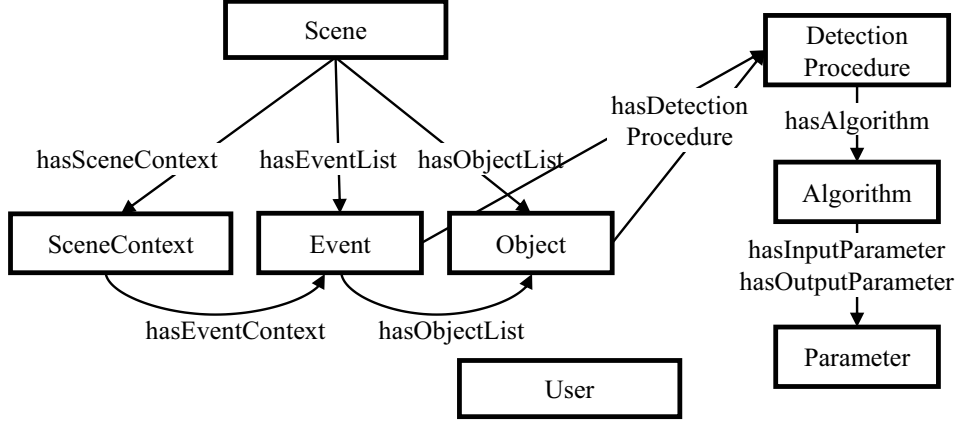 Scene
Detection
Procedure
hasDetection
Procedure
hasAlgorithm
hasSceneContext
hasEventList
hasObjectList
Algorithm
SceneContext
Event
Object
hasInputParameter
hasOutputParameter
hasEventContext
hasObjectList
Parameter
User